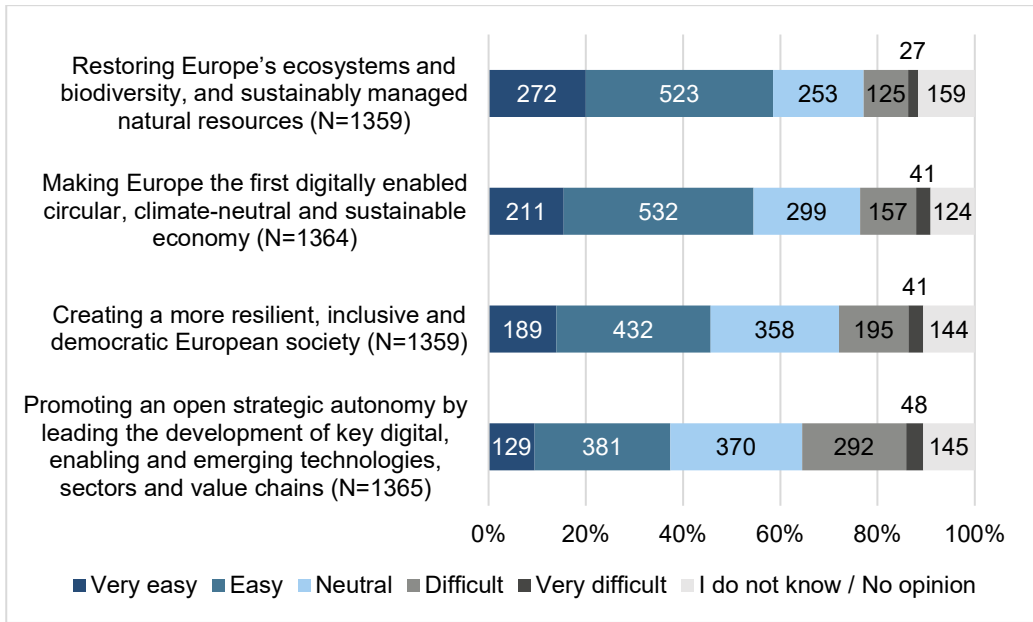 27
Restoring Europe’s ecosystems and
biodiversity, and sustainably managed
natural resources (N=1359)
272 523 253 125 159
41
Making Europe the first digitally enabled
circular, climate-neutral and sustainable
economy (N=1364)
211 532 299 157 124
41
Creating a more resilient, inclusive and
democratic European society (N=1359)
189 432 358 195 144
48
Promoting an open strategic autonomy by
leading the development of key digital,
enabling and emerging technologies,
sectors and value chains (N=1365)
129 381 370 292 145
0% 20% 40% 60% 80% 100%
Very easy Easy Neutral Difficult Very difficult I do not know / No opinion